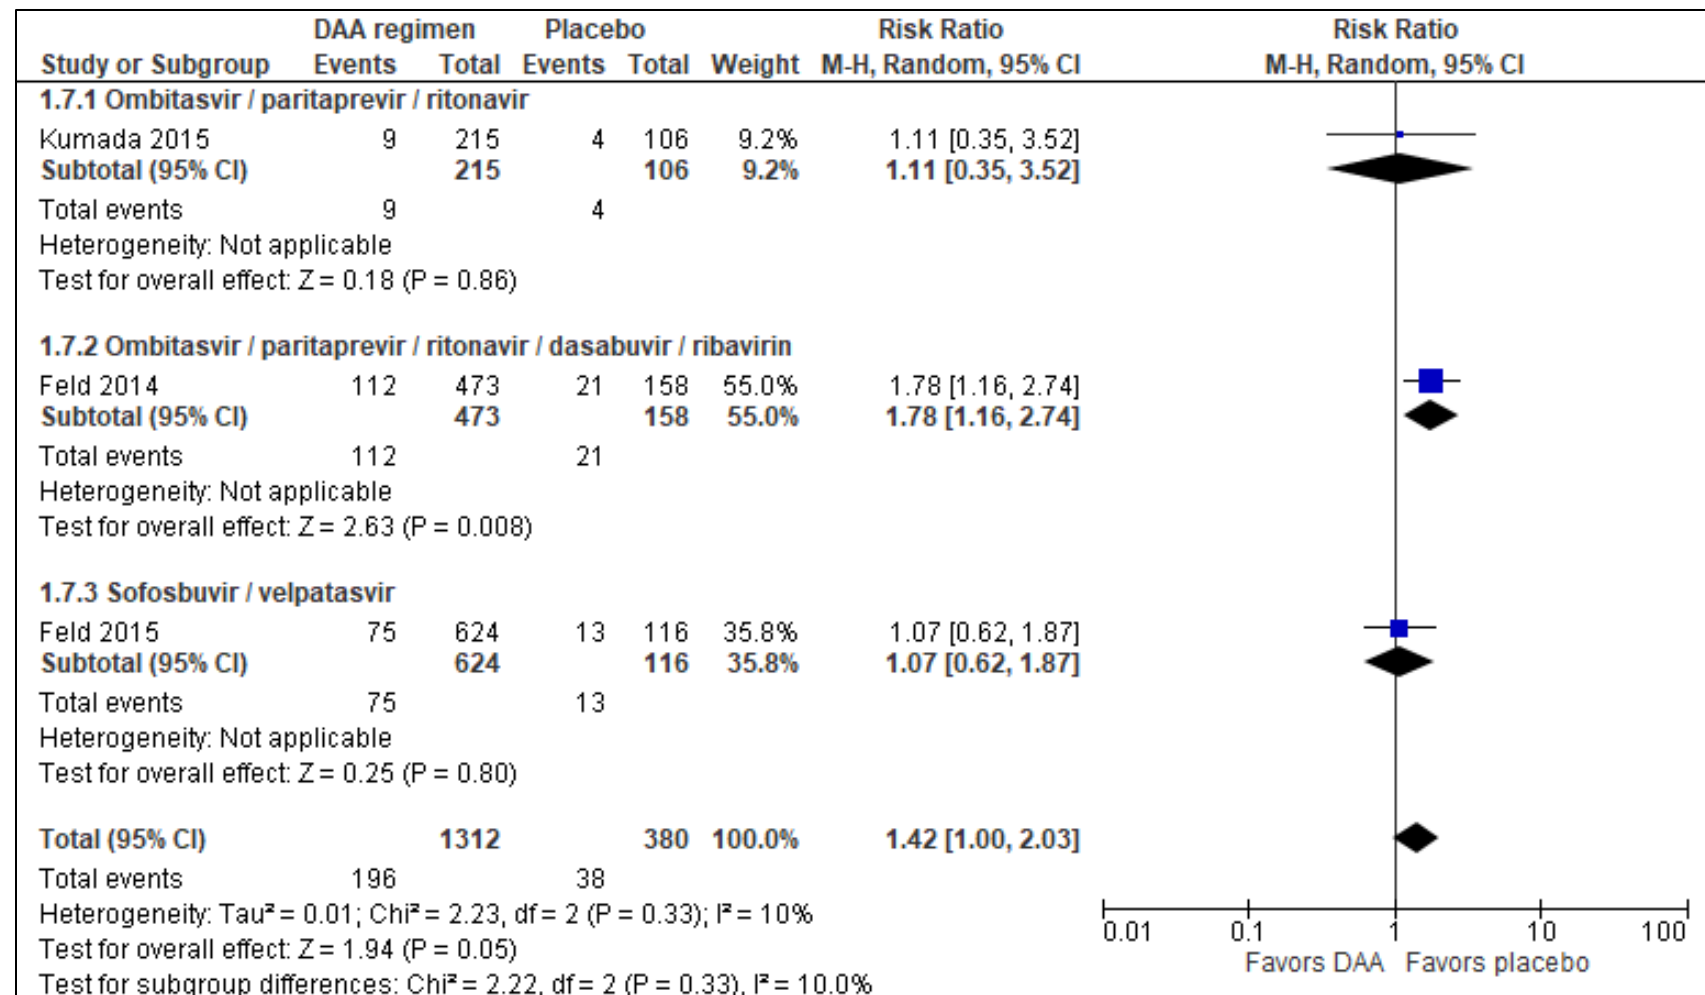 DAA regimen Placebo Risk Ratio Risk Ratio
Study or Subgroup Events Total Events Total Weight M-H, Random, 95% CI M-H, Random, 95% CI
1.7.1 Ombitasvir / paritaprevir / ritonavir
Kumada 2015 9 215 4 106 9.2% 1.11 [0.35, 3.52]
Subtotal (95% CI) 215 106 9.2% 1.11 [0.35, 3.52]
Total events 9 4
Heterogeneity: Not applicable
Test for overall effect: Z = 0.18 (P = 0.86)
1.7.2 Ombitasvir / paritaprevir / ritonavir / dasabuvir / ribavirin
Feld 2014 112 473 21 158 55.0% 1.78 [1.16, 2.74]
Subtotal (95% CI) 473 158 55.0% 1.78 [1.16, 2.74]
Total events 112 21
Heterogeneity: Not applicable
Test for overall effect: Z = 2.63 (P = 0.008)
1.7.3 Sofosbuvir / velpatasvir
Feld 2015 75 624 13 116 35.8% 1.07 [0.62, 1.87]
Subtotal (95% CI) 624 116 35.8% 1.07 [0.62, 1.87]
Total events 75 13
Heterogeneity: Not applicable
Test for overall effect: Z = 0.25 (P = 0.80)
Total (95% CI) 1312 380 100.0% 1.42 [1.00, 2.03]
Total events 196 38
Heterogeneity: Tau² = 0.01; Chi² = 2.23, df = 2 (P = 0.33); I² = 10%
Test for overall effect: Z = 1.94 (P = 0.05)
Test for subgroup differences: Chi² = 2.22, df = 2 (P = 0.33), I² = 10.0%
0.01 0.1 1 10 100
Favors DAA Favors placebo